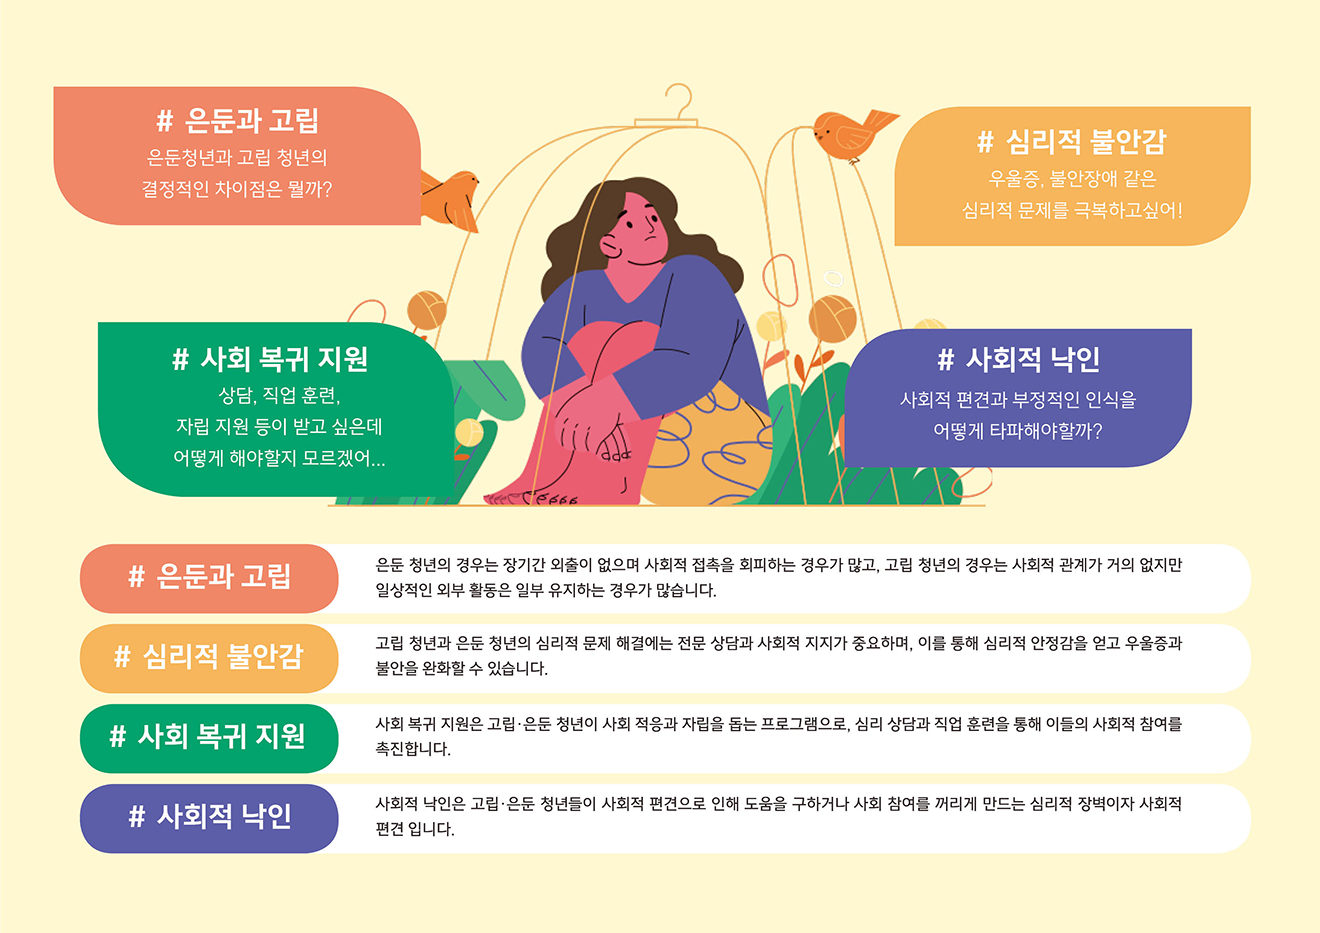 # 은둔과 고립
은둔청년과 고립 청년의
결정적인 차이점은 뭘까?
# 심리적 불안감
우울증, 불안장애 같은
심리적 문제를 극복하고싶어!
# 사회 복귀 지원
상담, 직업 훈련,
자립 지원 등이 받고 싶은데
어떻게 해야할지 모르겠어...
# 사회적 낙인
사회적 편견과 부정적인 인식을
어떻게 타파해야할까?
# 은둔과 고립
은둔 청년의 경우는 장기간 외출이 없으며 사회적 접촉을 회피하는 경우가 많고, 고립 청년의 경우는 사회적 관계가 거의 없지만
일상적인 외부 활동은 일부 유지하는 경우가 많습니다.
# 심리적 불안감
고립 청년과 은둔 청년의 심리적 문제 해결에는 전문 상담과 사회적 지지가 중요하며, 이를 통해 심리적 안정감을 얻고 우울증과
불안을 완화할 수 있습니다.
# 사회 복귀 지원
사회 복귀 지원은 고립·은둔 청년이 사회 적응과 자립을 돕는 프로그램으로, 심리 상담과 직업 훈련을 통해 이들의 사회적 참여를
촉진합니다.
# 사회적 낙인
사회적 낙인은 고립·은둔 청년들이 사회적 편견으로 인해 도움을 구하거나 사회 참여를 꺼리게 만드는 심리적 장벽이자 사회적
편견 입니다.